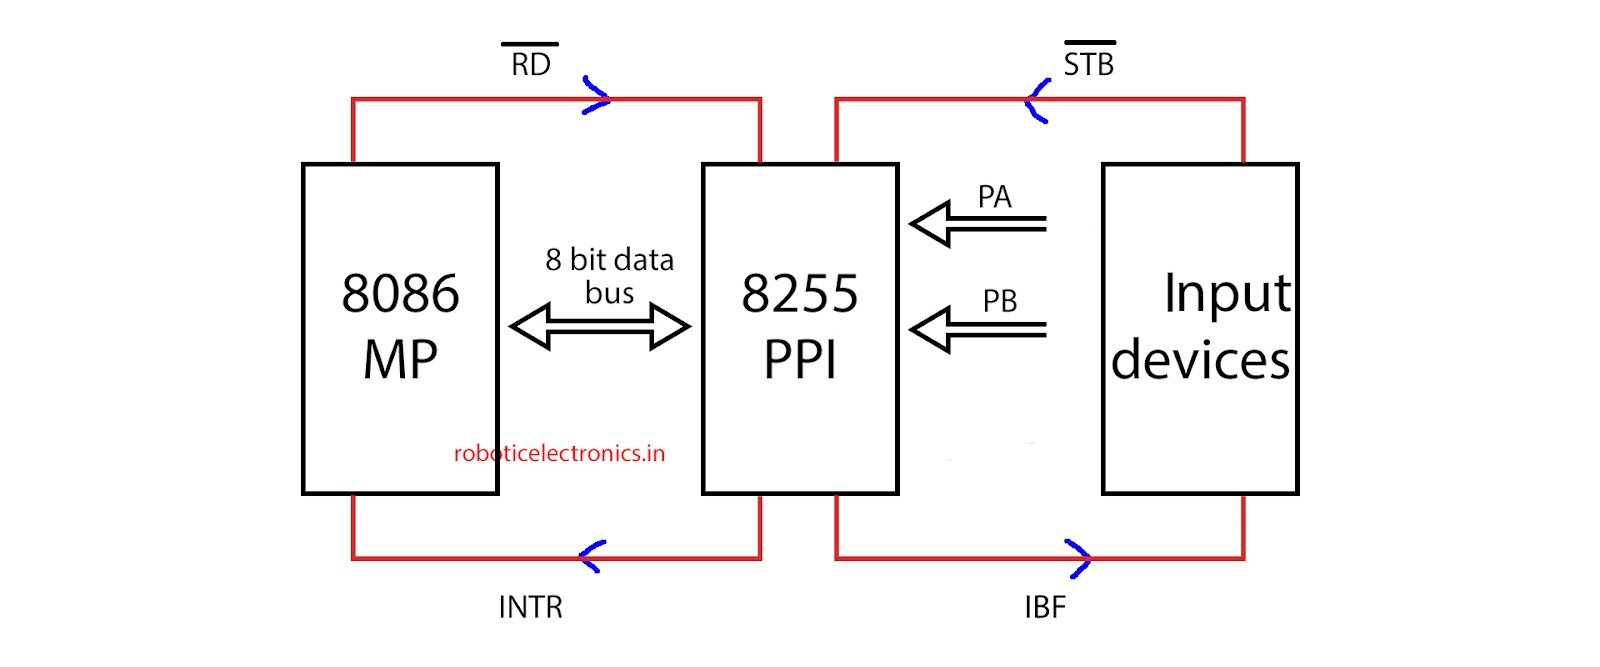 RD
STB
PA
8 bit data
bus
PB
8086
MP
8255
PPI
Input
devices
roboticelectronics.in
INTR
IBF